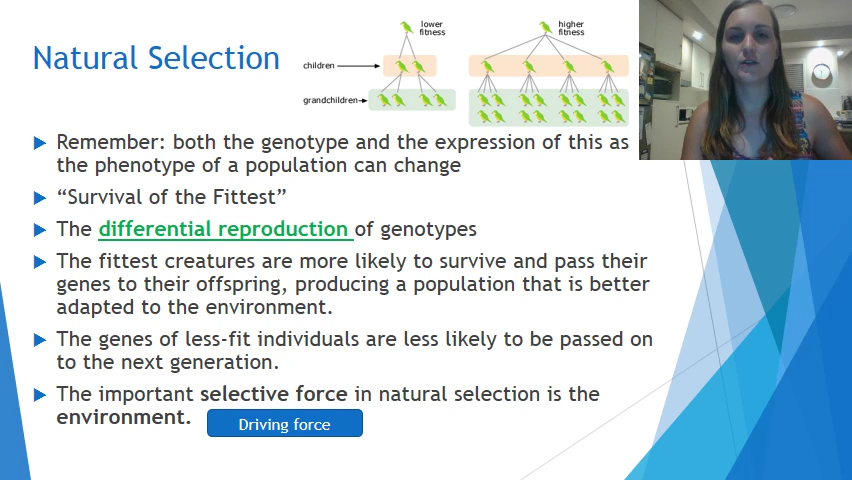 Natural Selection
lower
fitness
higher
fitness
children
grandchildren
Remember: both the genotype and the expression of this as
the phenotype of a population can change
“Survival of the Fittest”
The differential reproduction of genotypes
The fittest creatures are more likely to survive and pass their
genes to their offspring, producing a population that is better
adapted to the environment.
The genes of less-fit individuals are less likely to be passed on
to the next generation.
The important selective force in natural selection is the
environment.
Driving force